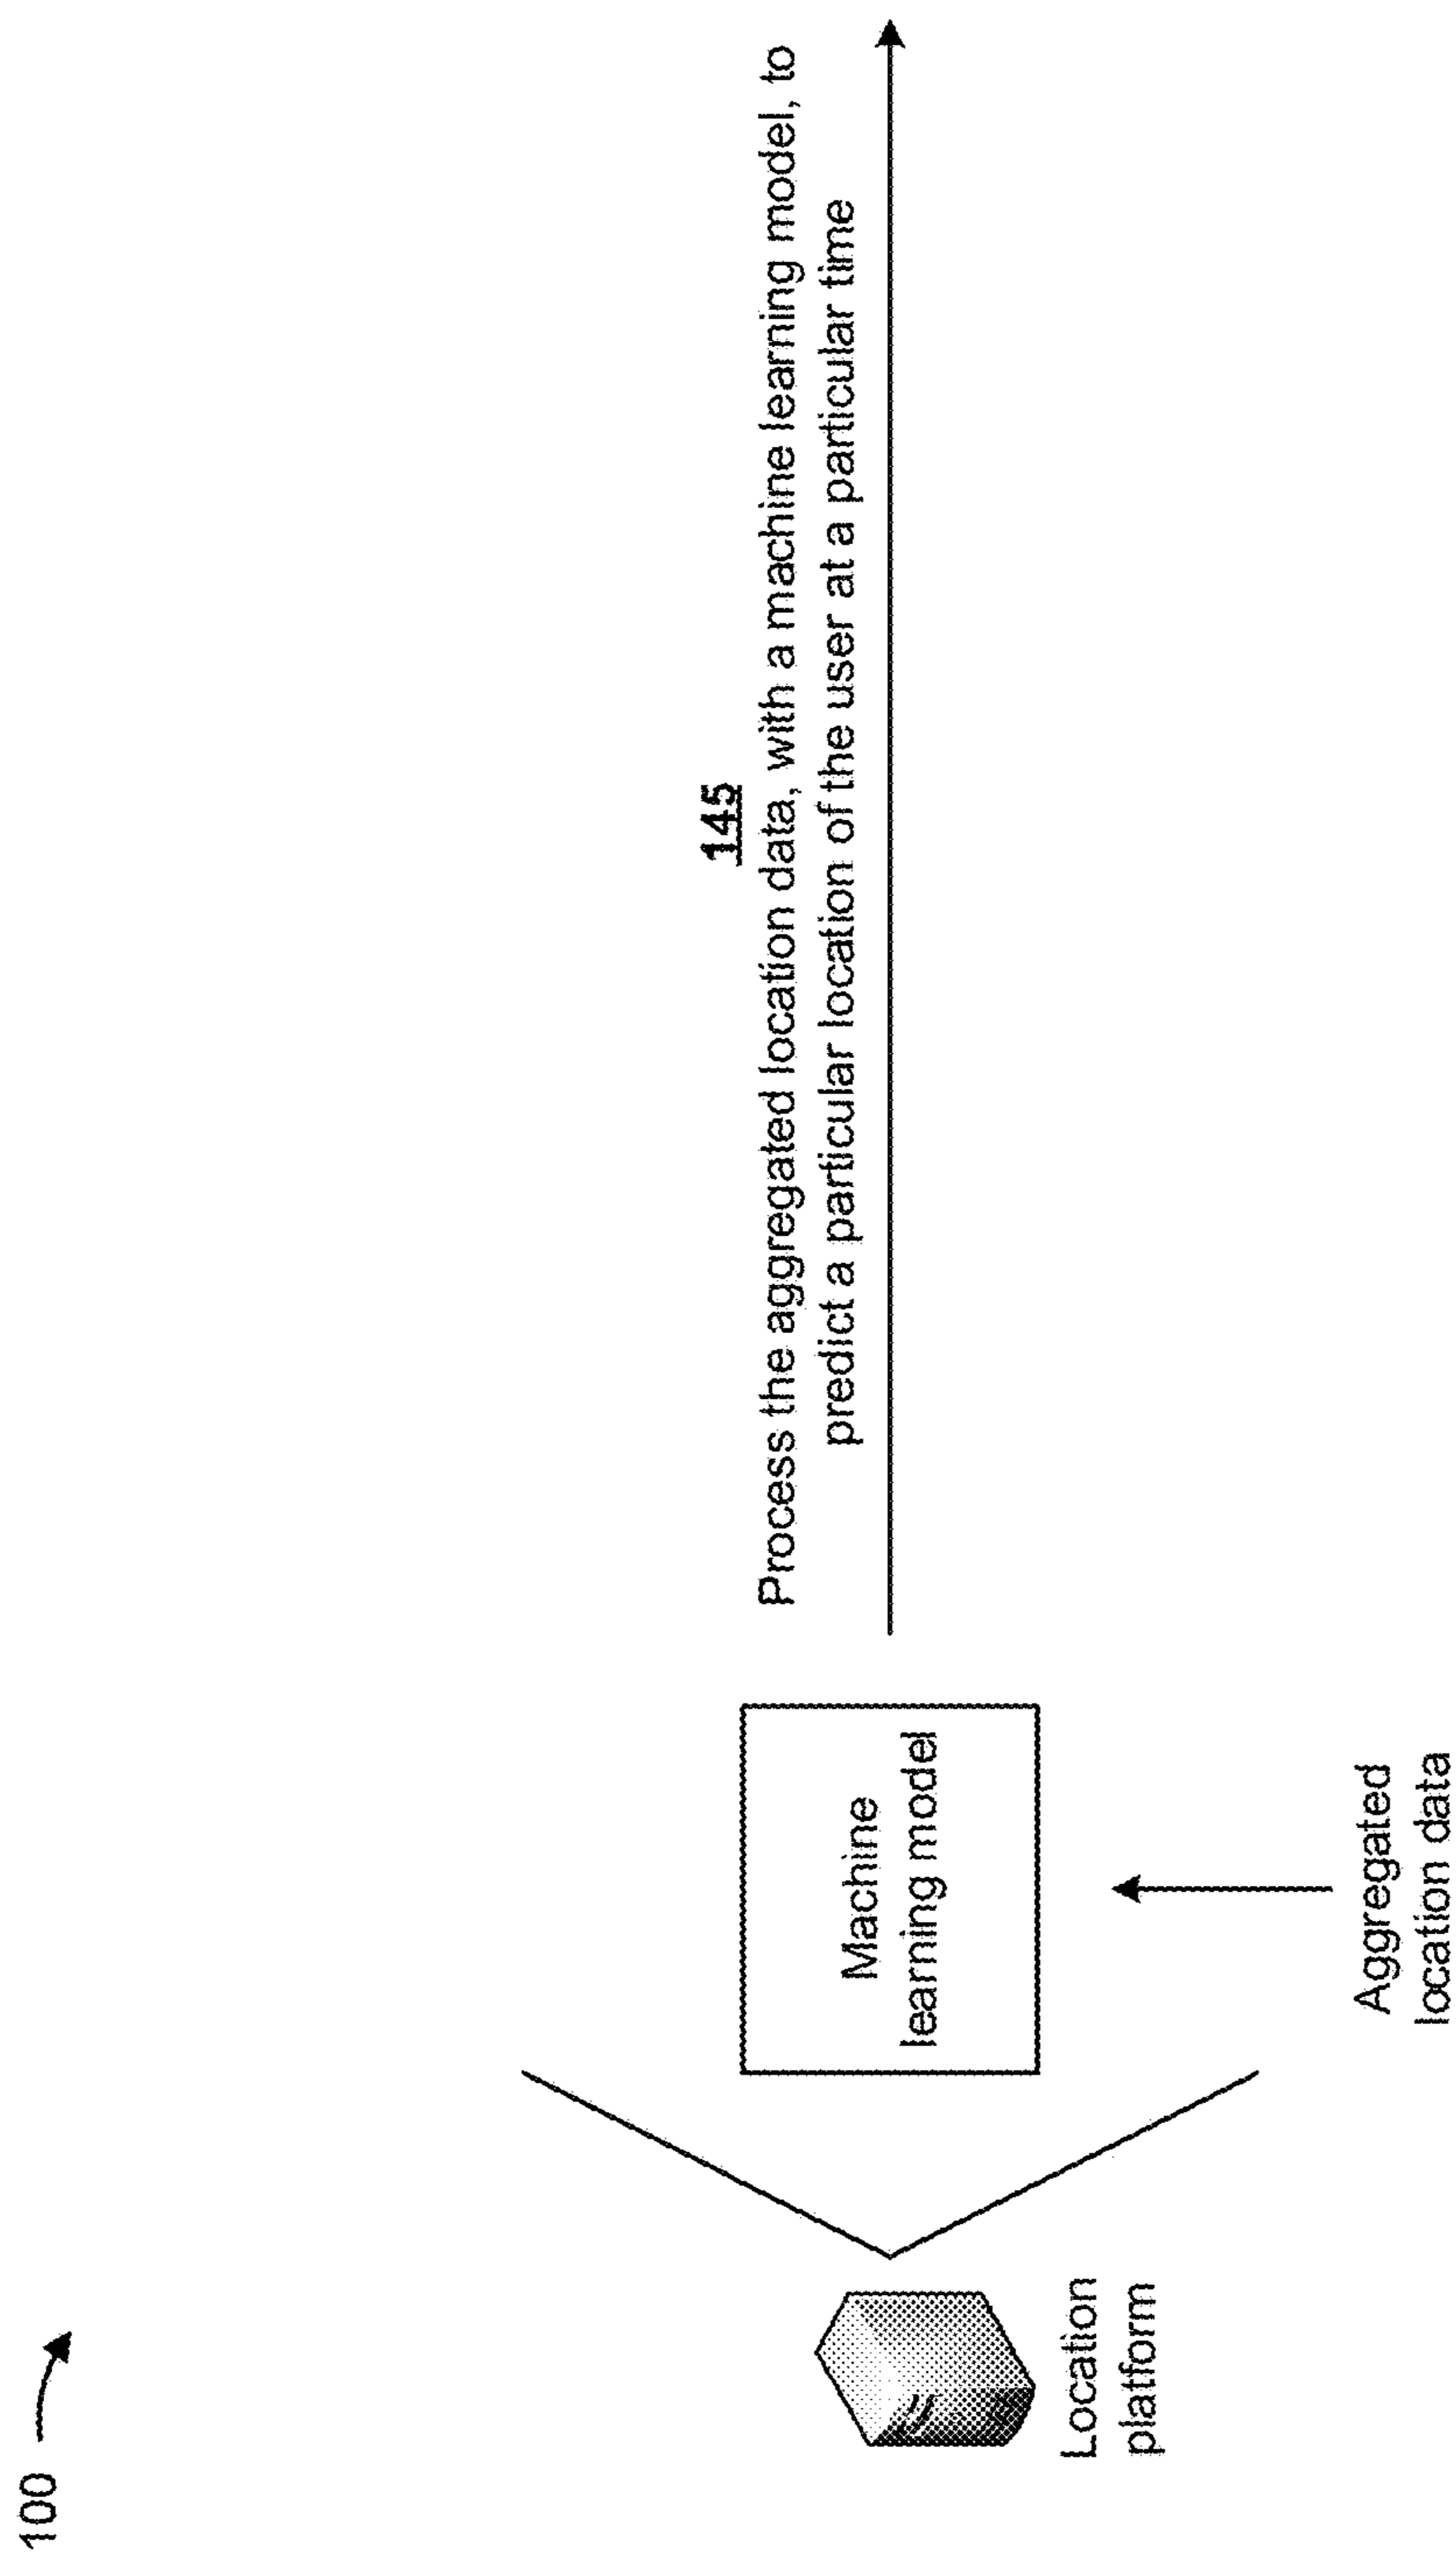 100
145
Process the aggregated location data, with a machine learning model, to
predict a particular location of the user at a particular time
Machine
learning model
Location
platform
Aggregated
location data